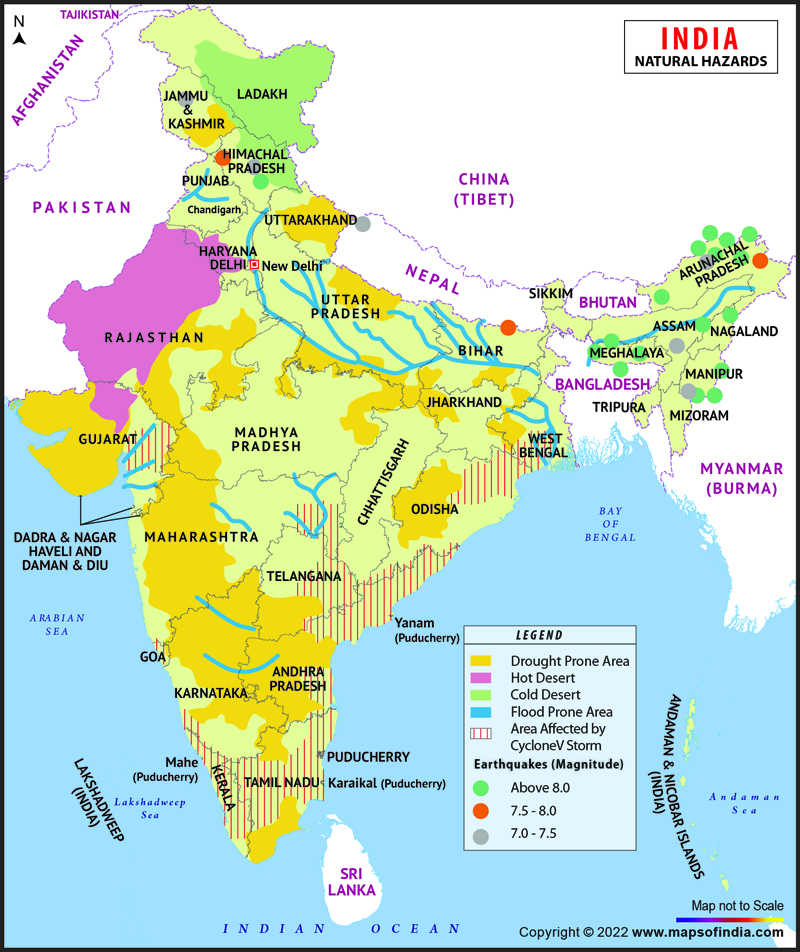 N
TAJIKISTAN
AFGHANISTAN
INDIA
NATURAL HAZARDS
LADAKH
JAMMU
&
KASHMIR
HIMACHAL
PRADESH
PUNJAB
CHINA
(TIBET)
PAKISTAN
Chandigarh
UTTARAKHAND
HARYANA
DELHI
New Delhi
NEPAL
ARUNACHAL
PRADESH
SIKKIM
BHUTAN
UTTAR
PRADESH
RAJASTHAN
BIHAR
ASSAM
NAGALAND
MEGHALAYA
MANIPUR
BANGLADESH
TRIPURA
MIZORAM
JHARKHAND
GUJARAT
MADHYA
PRADESH
WEST
BENGAL
CHHATTISGARH
MYANMAR
(BURMA)
ODISHA
BAY
OF
BENGAL
DADRA & NAGAR
HAVELI AND
DAMAN & DIU
MAHARASHTRA
TELANGANA
ARABIAN
SEA
Yanam
(Puducherry)
GOA
ANDHRA
PRADESH
KARNATAKA
LEGEND
Drought Prone Area
Hot Desert
Cold Desert
Flood Prone Area
Area Affected by
CycloneV Storm
Earthquakes (Magnitude)
Above 8.0
7.5 - 8.0
7.0 - 7.5
Mahe
(Puducherry)
PUDUCHERRY
KERALA
TAMIL NADU
Karaikal (Puducherry)
LAKSHADWEEP
(INDIA)
Lakshadweep
Sea
ANDAMAN & NICOBAR ISLANDS
(INDIA)
Andaman
Sea
SRI
LANKA
INDIAN OCEAN
Map not to Scale
Copyright © 2022 www.mapsofindia.com